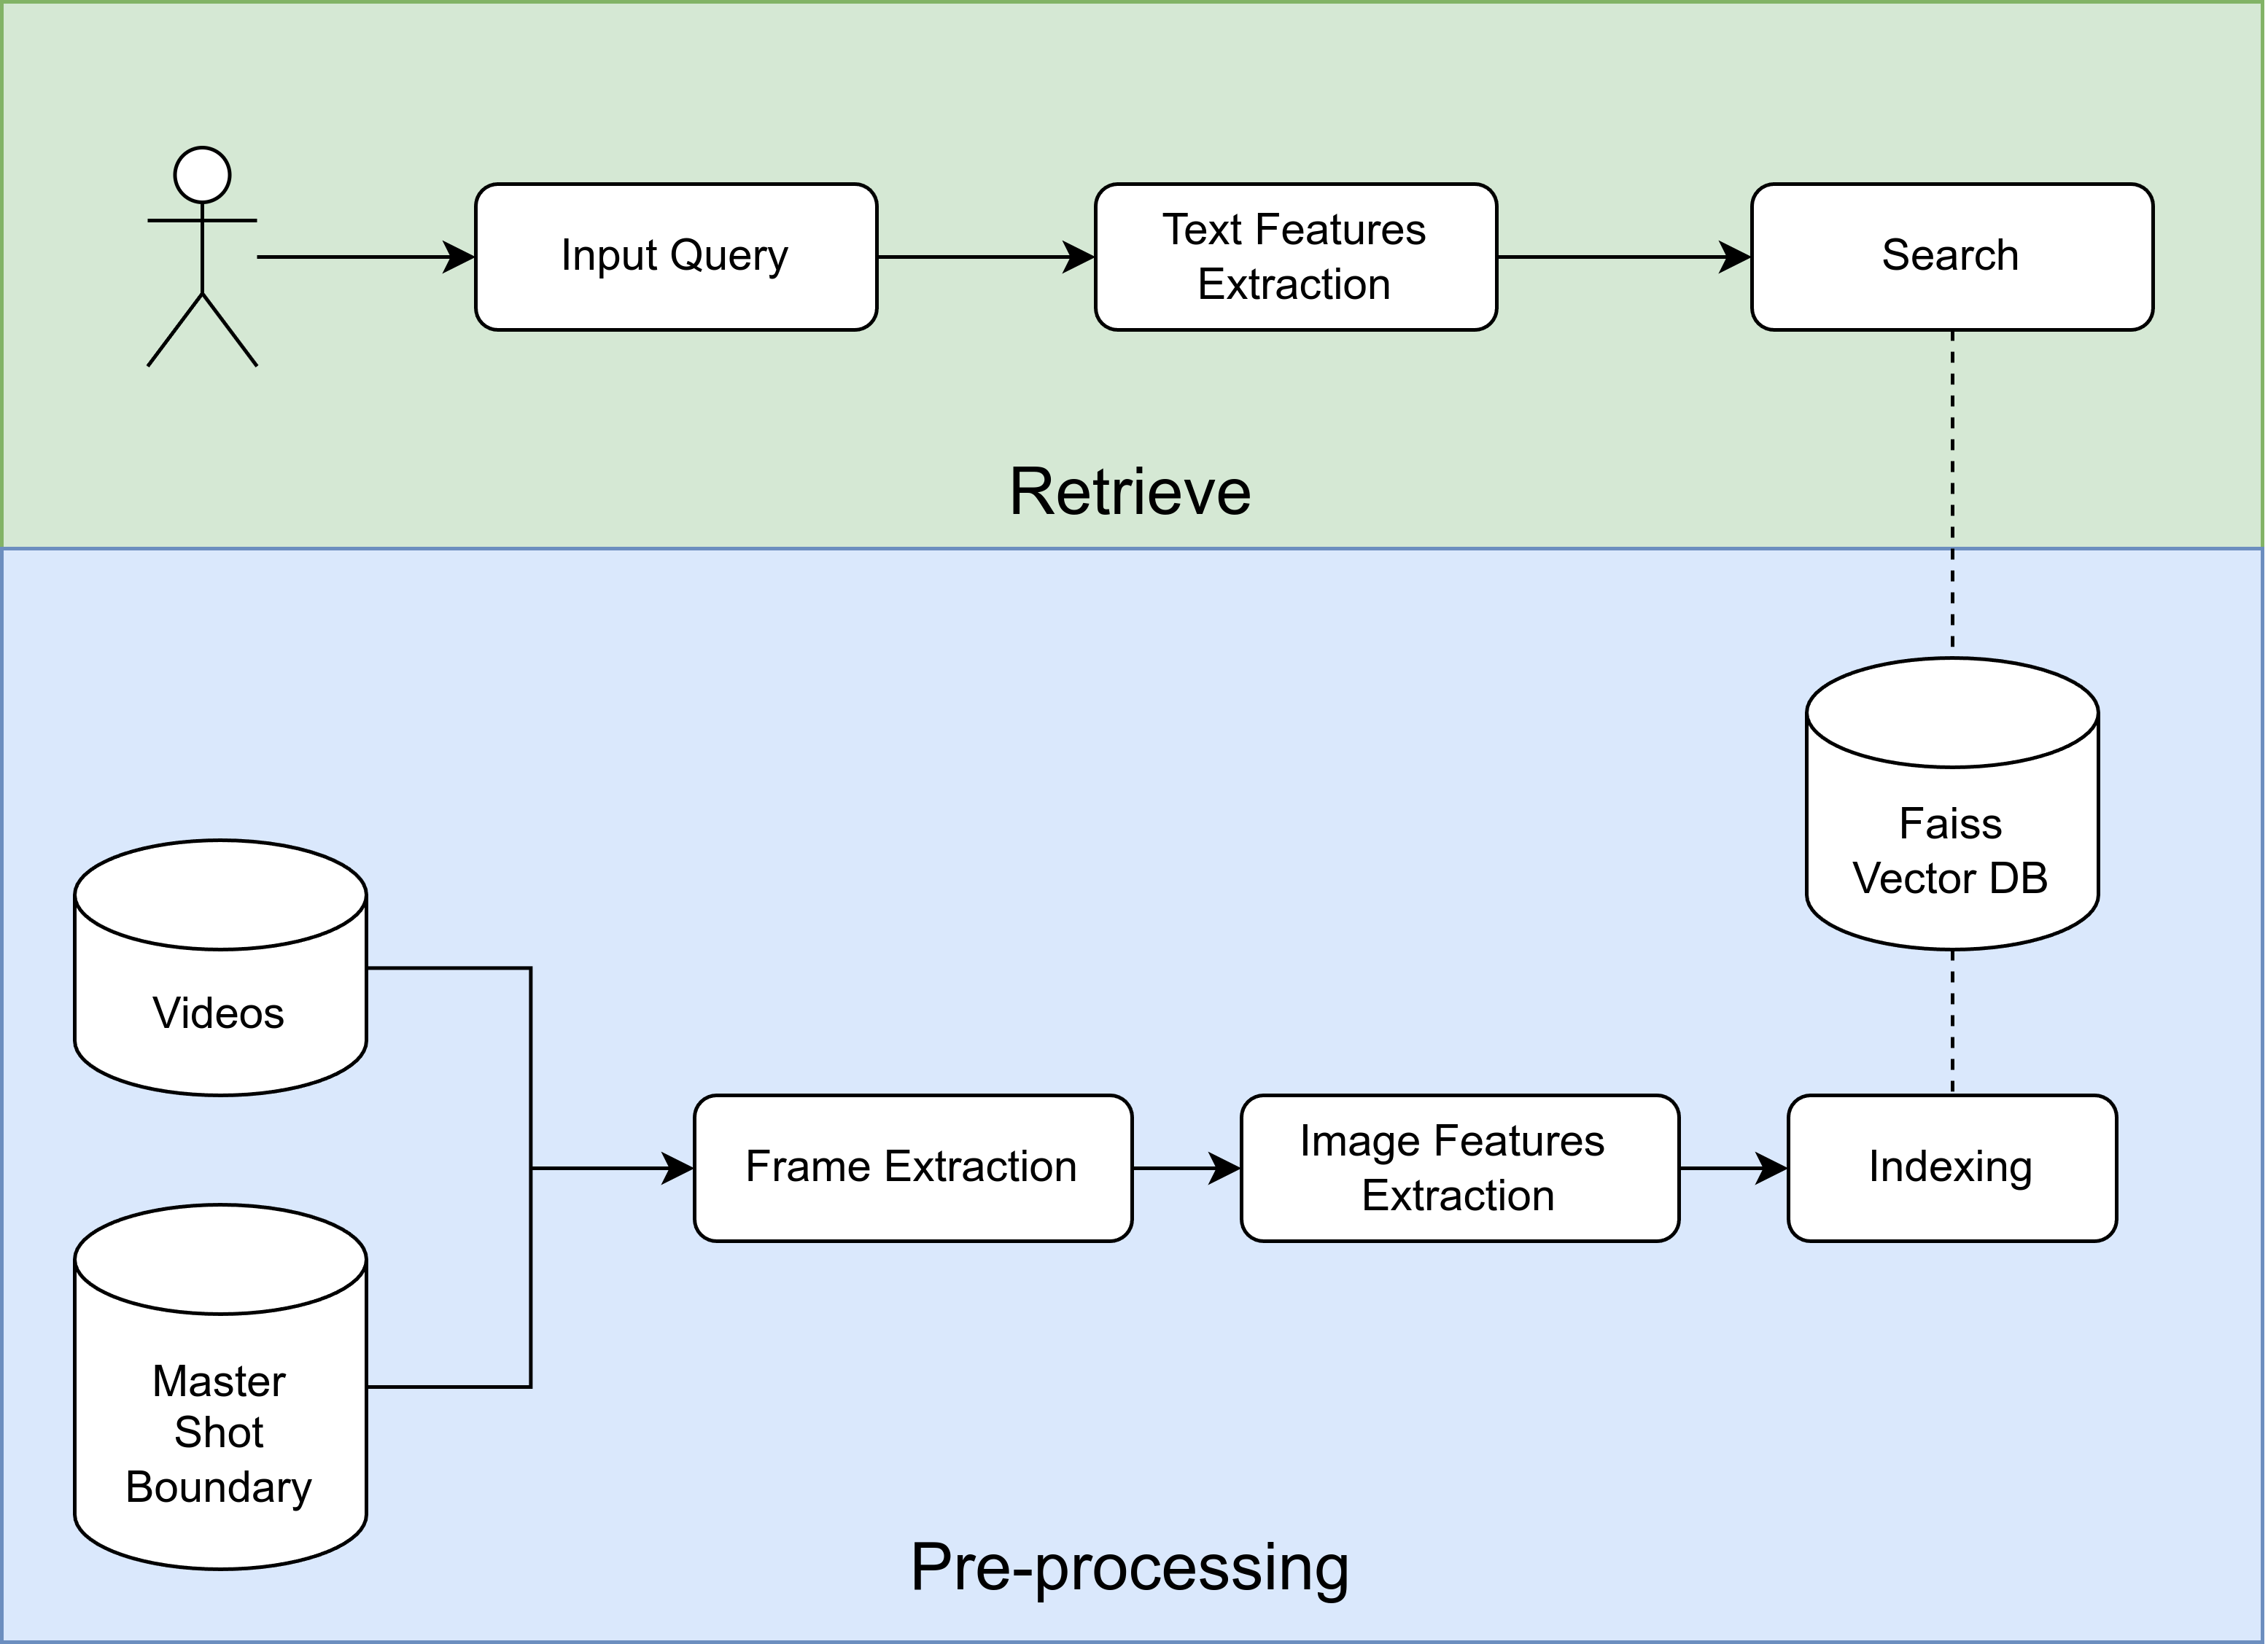 Input Query
Text Features
Extraction
Search
Retrieve
Faiss
Vector DB
Videos
Frame Extraction
Image Features
Extraction
Indexing
Master
Shot
Boundary
Pre-processing